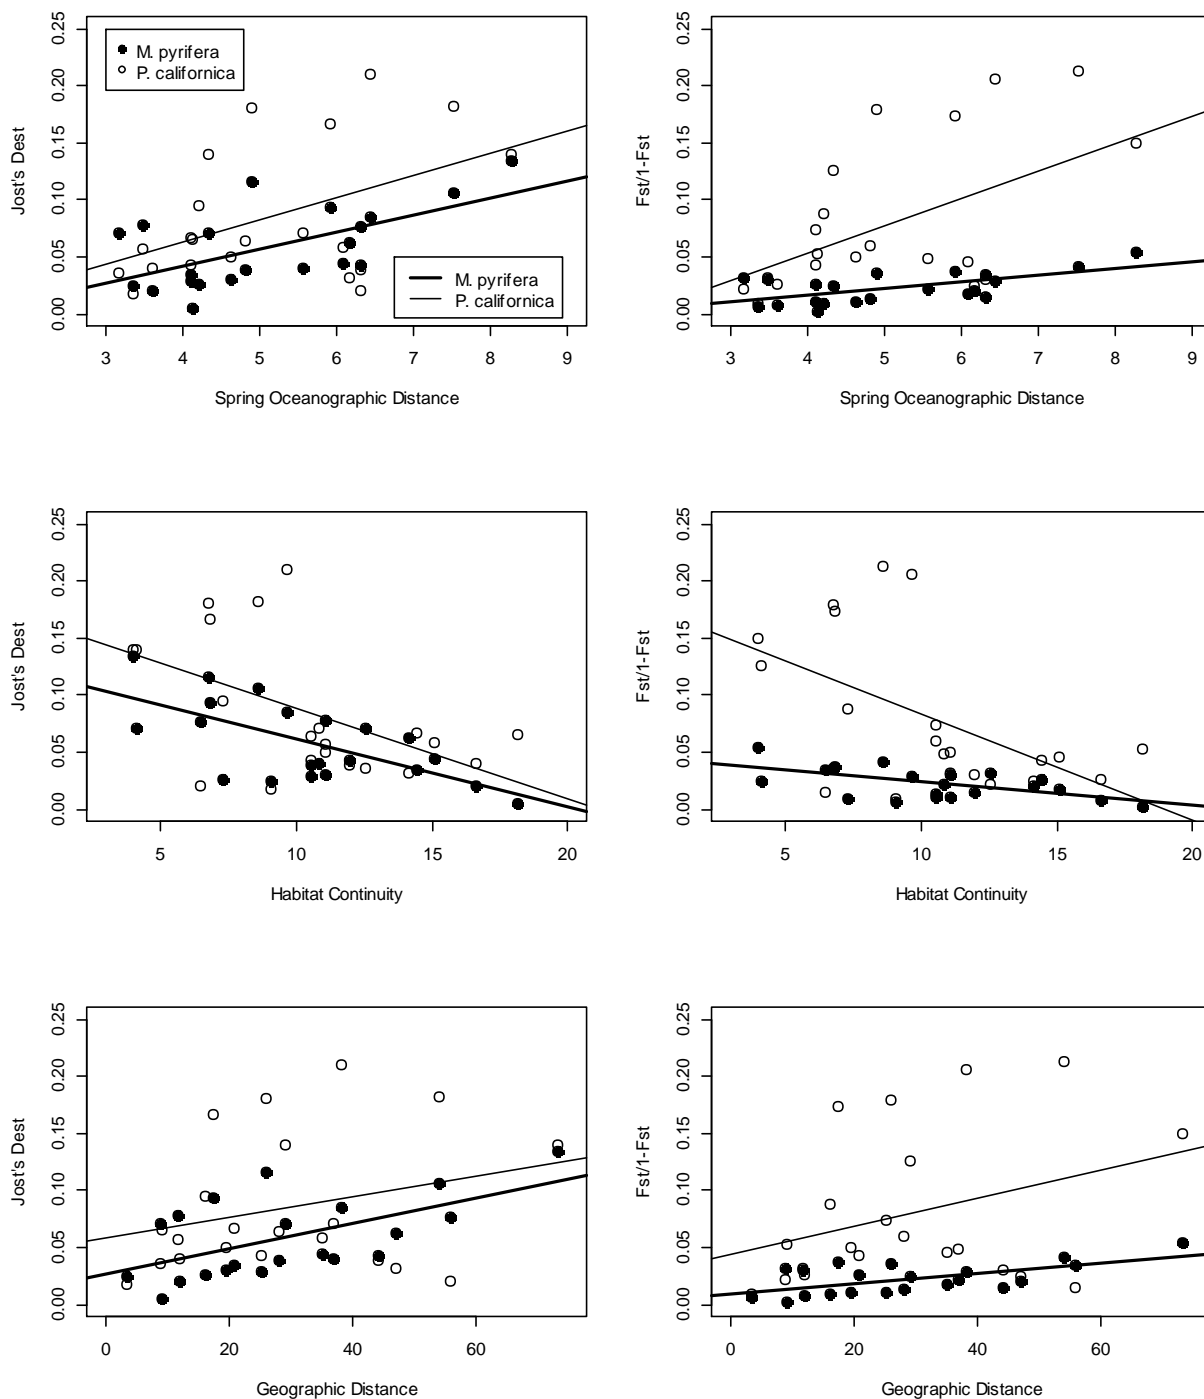 Jost's Dest
0.00 0.05 0.10 0.15 0.20 0.25
M. pyrifera
P. californica
M. pyrifera
P. californica
3 4 5 6 7 8 9
Spring Oceanographic Distance
Fst/1-Fst
0.00 0.05 0.10 0.15 0.20 0.25
3 4 5 6 7 8 9
Spring Oceanographic Distance
Jost's Dest
0.00 0.05 0.10 0.15 0.20 0.25
5 10 15 20
Habitat Continuity
Fst/1-Fst
0.00 0.05 0.10 0.15 0.20 0.25
5 10 15 20
Habitat Continuity
Jost's Dest
0.00 0.05 0.10 0.15 0.20 0.25
0 20 40 60
Geographic Distance
Fst/1-Fst
0.00 0.05 0.10 0.15 0.20 0.25
0 20 40 60
Geographic Distance